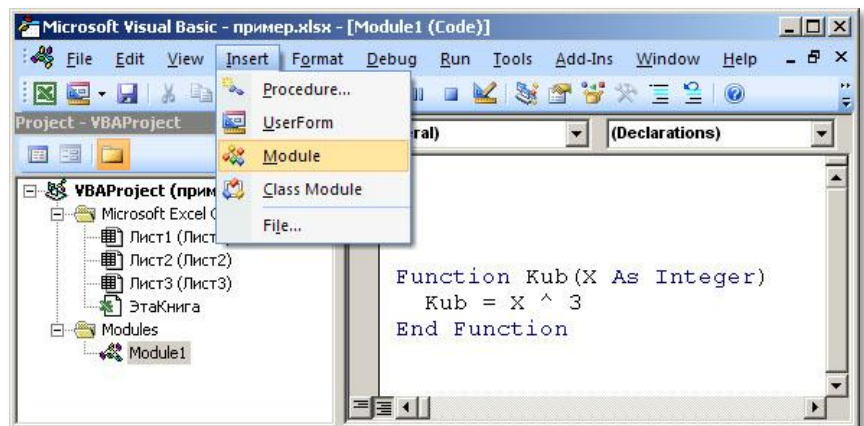 Microsoft Visual Basic - пример.xlsx - [Module1 (Code)]
File Edit View Insert Format Debug Run Tools Add-Ins Window Help
Procedure...
UserForm
Module
Class Module
File...
Project - VBAProject
(Declarations)
VBAProject
Microsoft Excel
Лист1
Лист2 (Лист2)
Лист3 (Лист3)
ЭтаКнига
Modules
Module1
Function Kub(X As Integer)
Kub = X ^ 3
End Function